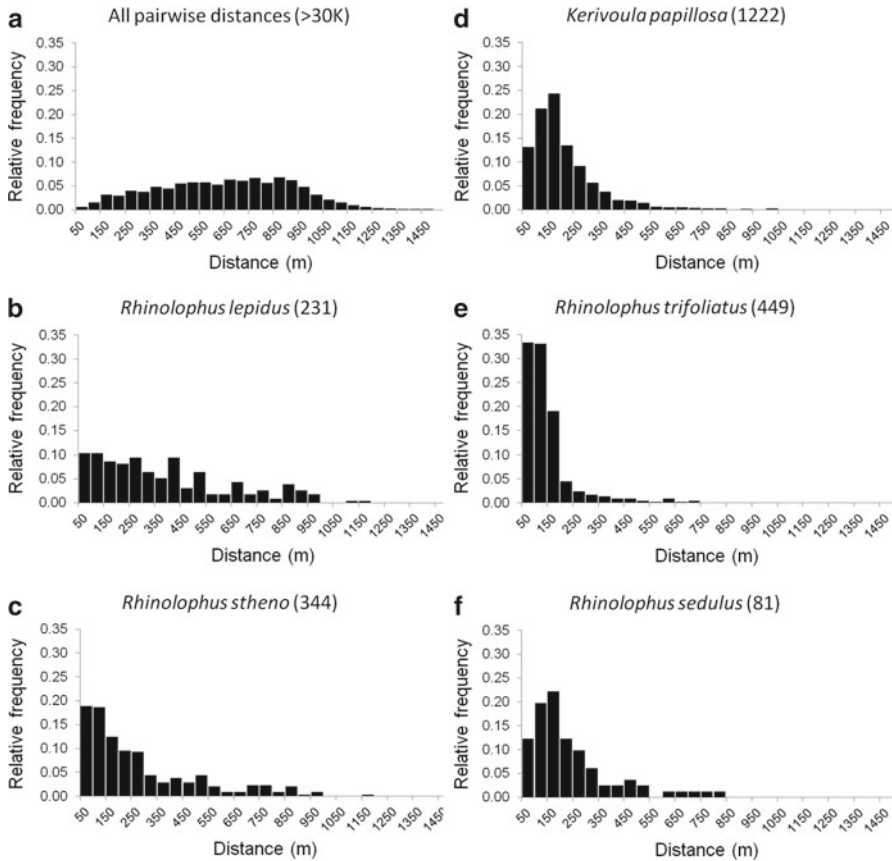 a
All pairwise distances (>30K)
Relative frequency
0.35
0.30
0.25
0.20
0.15
0.10
0.05
0.00
50 150 250 350 450 550 650 750 850 950 1050 1150 1250 1350 1450
Distance (m)
b
Rhinolophus lepidus (231)
Relative frequency
0.35
0.30
0.25
0.20
0.15
0.10
0.05
0.00
50 150 250 350 450 550 650 750 850 950 1050 1150 1250 1350 1450
Distance (m)
c
Rhinolophus stheno (344)
Relative frequency
0.35
0.30
0.25
0.20
0.15
0.10
0.05
0.00
50 150 250 350 450 550 650 750 850 950 1050 1150 1250 1350
Distance (m)
d
Kerivoula papillosa (1222)
Relative frequency
0.35
0.30
0.25
0.20
0.15
0.10
0.05
0.00
50 150 250 350 450 550 650 750 850 950 1050 1150 1250 1350 1450
Distance (m)
e
Rhinolophus trifoliatus (449)
Relative frequency
0.35
0.30
0.25
0.20
0.15
0.10
0.05
0.00
50 150 250 350 450 550 650 750 850 950 1050 1150 1250 1350 1450
Distance (m)
f
Rhinolophus sedulus (81)
Relative frequency
0.35
0.30
0.25
0.20
0.15
0.10
0.05
0.00
50 150 250 350 450 550 650 750 850 950 1050 1150 1250 1350 1450
Distance (m)